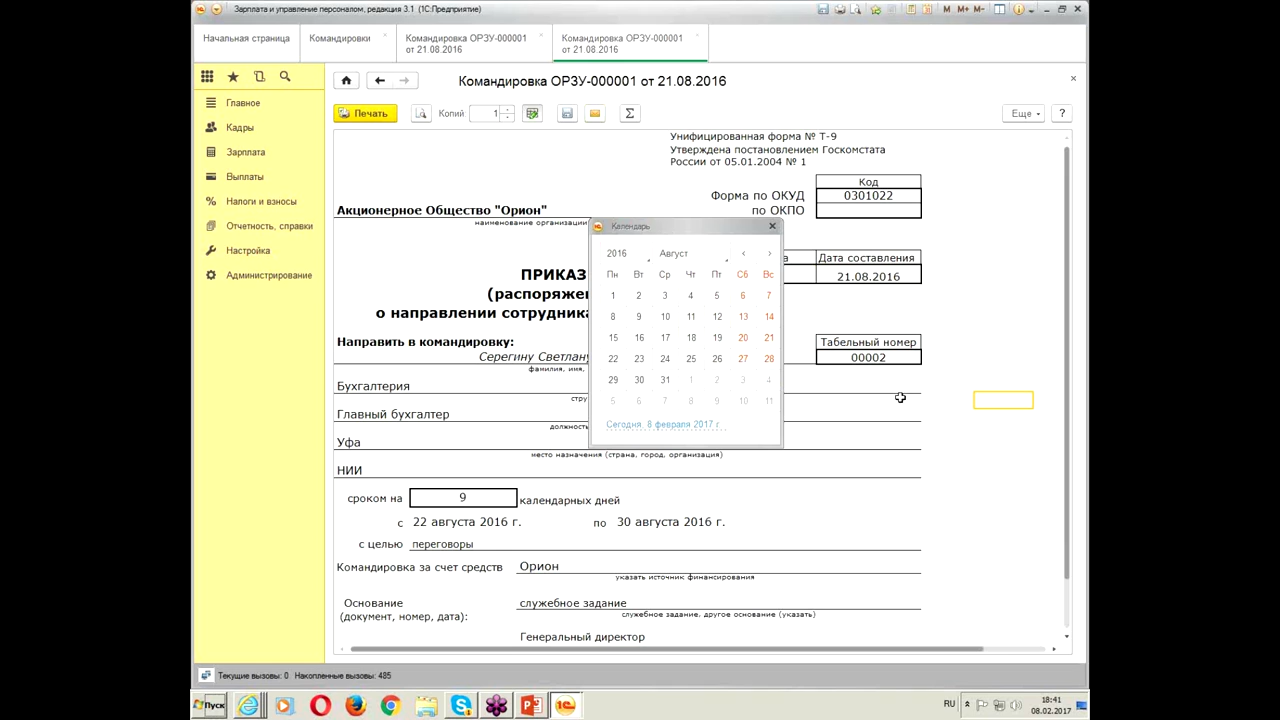 Зарплата и управление персоналом, редакция 3.1 (1С:Предприятие)
M M+ M-
Начальная страница
Командировки
Командировка ОРЗУ-000001 от 21.08.2016
Командировка ОРЗУ-000001 от 21.08.2016
Командировка ОРЗУ-000001 от 21.08.2016
Главное
Кадры
Зарплата
Выплаты
Налоги и взносы
Отчетность, справки
Настройка
Администрирование
Печать
Копий 1
Еще
?
Унифицированная форма № Т-9
Утверждена постановлением Госкомстата
России от 05.01.2004 № 1
Код
Форма по ОКУД 0301022
Акционерное Общество "Орион" по ОКПО
наименование организации
а Дата составления
21.08.2016
ПРИКАЗ
(распоряжен
о направлении сотрудника
Направить в командировку:
Табельный номер
Серегину Светлану
00002
фамилия, имя,
Бухгалтерия
стру
Главный бухгалтер
должность
Уфа
место назначения (страна, город, организация)
НИИ
сроком на 9 календарных дней
с 22 августа 2016 г. по 30 августа 2016 г.
с целью переговоры
Командировка за счет средств Орион
указать источник финансирования
Основание служебное задание
(документ, номер, дата): служебное задание, другое основание (указать)
Генеральный директор
Календарь
2016 Август
Пн Вт Ср Чт Пт Сб Вс
1 2 3 4 5 6 7
8 9 10 11 12 13 14
15 16 17 18 19 20 21
22 23 24 25 26 27 28
29 30 31 1 2 3 4
5 6 7 8 9 10 11
Сегодня: 8 февраля 2017 г.
Текущие вызовы: 0 Накопленные вызовы: 485
Пуск
RU
18:41
08.02.2017